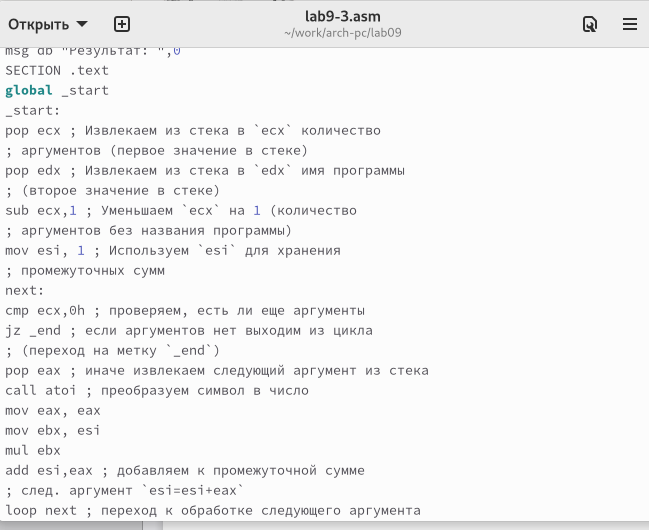 Открыть
lab9-3.asm
~/work/arch-pc/lab09
msg db "Результат: ",0
SECTION .text
global _start
_start:
pop ecx ; Извлекаем из стека в `ecx` количество
; аргументов (первое значение в стеке)
pop edx ; Извлекаем из стека в `edx` имя программы
; (второе значение в стеке)
sub ecx,1 ; Уменьшаем `ecx` на 1 (количество
; аргументов без названия программы)
mov esi, 1 ; Используем `esi` для хранения
; промежуточных сумм
next:
cmp ecx,0h ; проверяем, есть ли еще аргументы
jz _end ; если аргументов нет выходим из цикла
; (переход на метку `_end`)
pop eax ; иначе извлекаем следующий аргумент из стека
call atoi ; преобразуем символ в число
mov eax, eax
mov ebx, esi
mul ebx
add esi,eax ; добавляем к промежуточной сумме
; след. аргумент `esi=esi+eax`
loop next ; переход к обработке следующего аргумента